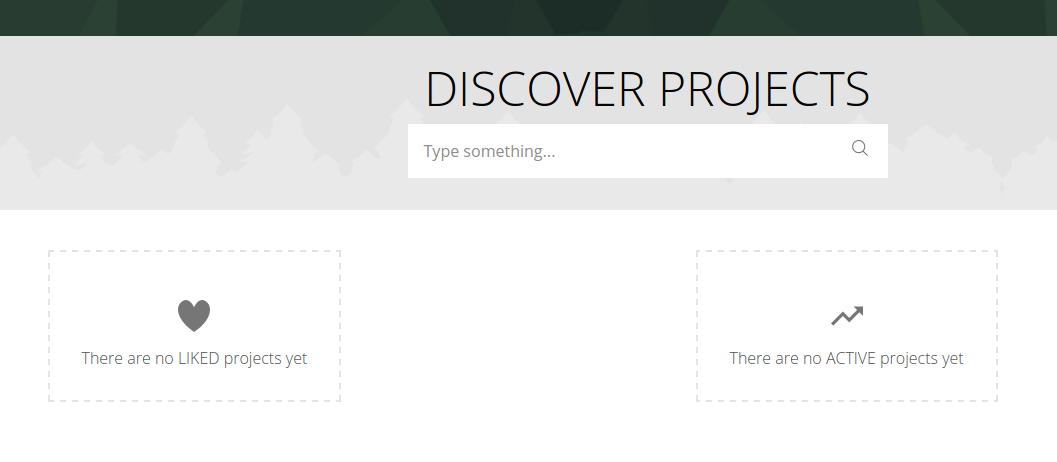 DISCOVER PROJECTS
Type something...
There are no LIKED projects yet
There are no ACTIVE projects yet